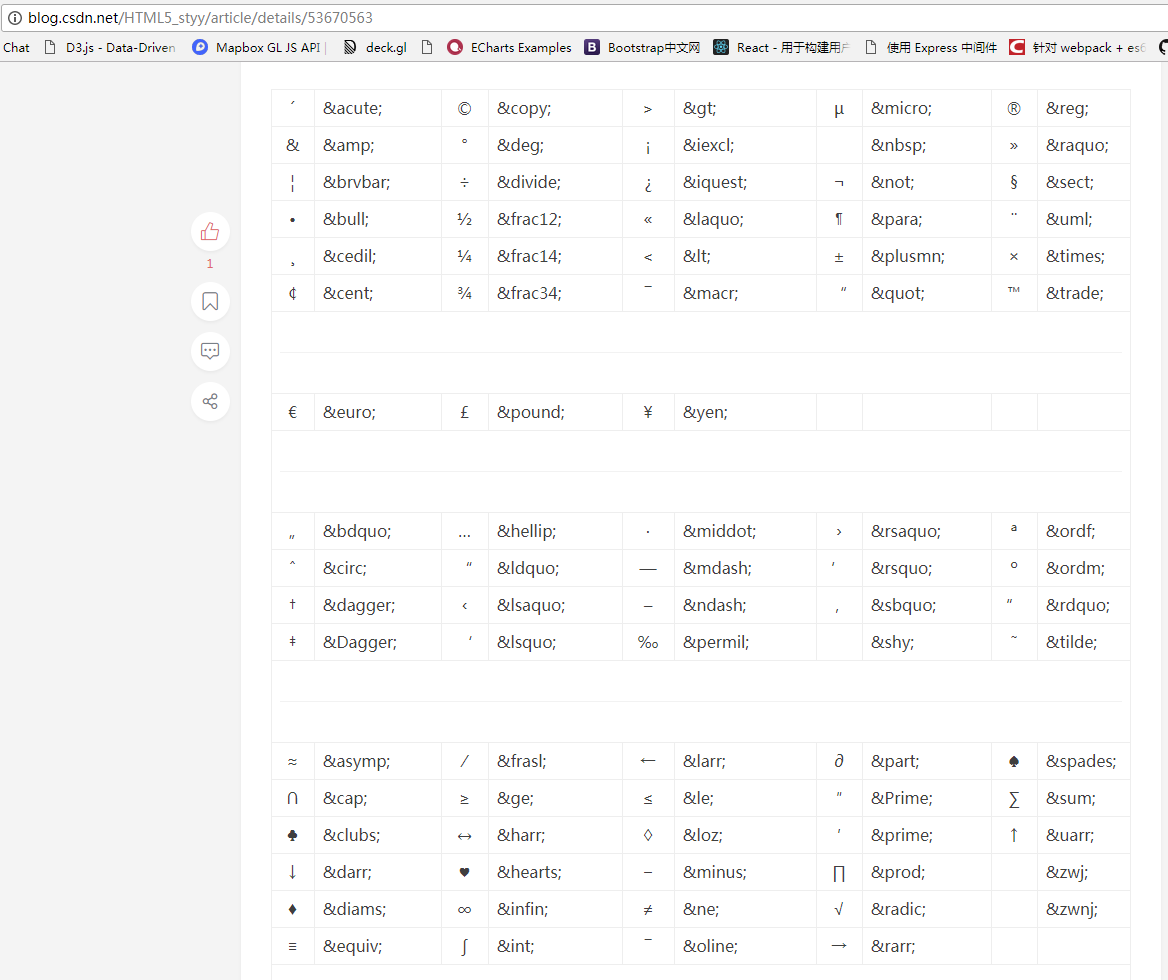 blog.csdn.net/HTML5_styy/article/details/53670563
Chat D3.js - Data-Driven Mapbox GL JS API deck.gl ECharts Examples Bootstrap中文网 React - 用于构建用户 使用 Express 中间件 针对 webpack + es6
´ &acute; © &copy; > &gt; µ &micro; ® &reg;
& &amp; ° &deg; ¡ &iexcl; &nbsp; » &raquo;
¦ &brvbar; ÷ &divide; ¿ &iquest; ¬ &not; § &sect;
• &bull; ½ &frac12; « &laquo; ¶ &para; ¨ &uml;
¸ &cedil; ¼ &frac14; < &lt; ± &plusmn; × &times;
¢ &cent; ¾ &frac34; ¯ &macr; “ &quot; ™ &trade;
1
€ &euro; £ &pound; ¥ &yen;
„ &bdquo; … &hellip; · &middot; › &rsaquo; ª &ordf;
ˆ &circ; “ &ldquo; — &mdash; ’ &rsquo; º &ordm;
† &dagger; ‹ &lsaquo; – &ndash; ‚ &sbquo; ” &rdquo;
‡ &Dagger; ‘ &lsquo; ‰ &permil; &shy; ˜ &tilde;
≈ &asymp; ⁄ &frasl; ← &larr; ∂ &part; ♠ &spades;
∩ &cap; ≥ &ge; ≤ &le; ″ &Prime; ∑ &sum;
♣ &clubs; ↔ &harr; ◊ &loz; ′ &prime; ↑ &uarr;
↓ &darr; ♥ &hearts; − &minus; ∏ &prod; &zwj;
♦ &diams; ∞ &infin; ≠ &ne; √ &radic; &zwnj;
≡ &equiv; ∫ &int; ‾ &oline; → &rarr;